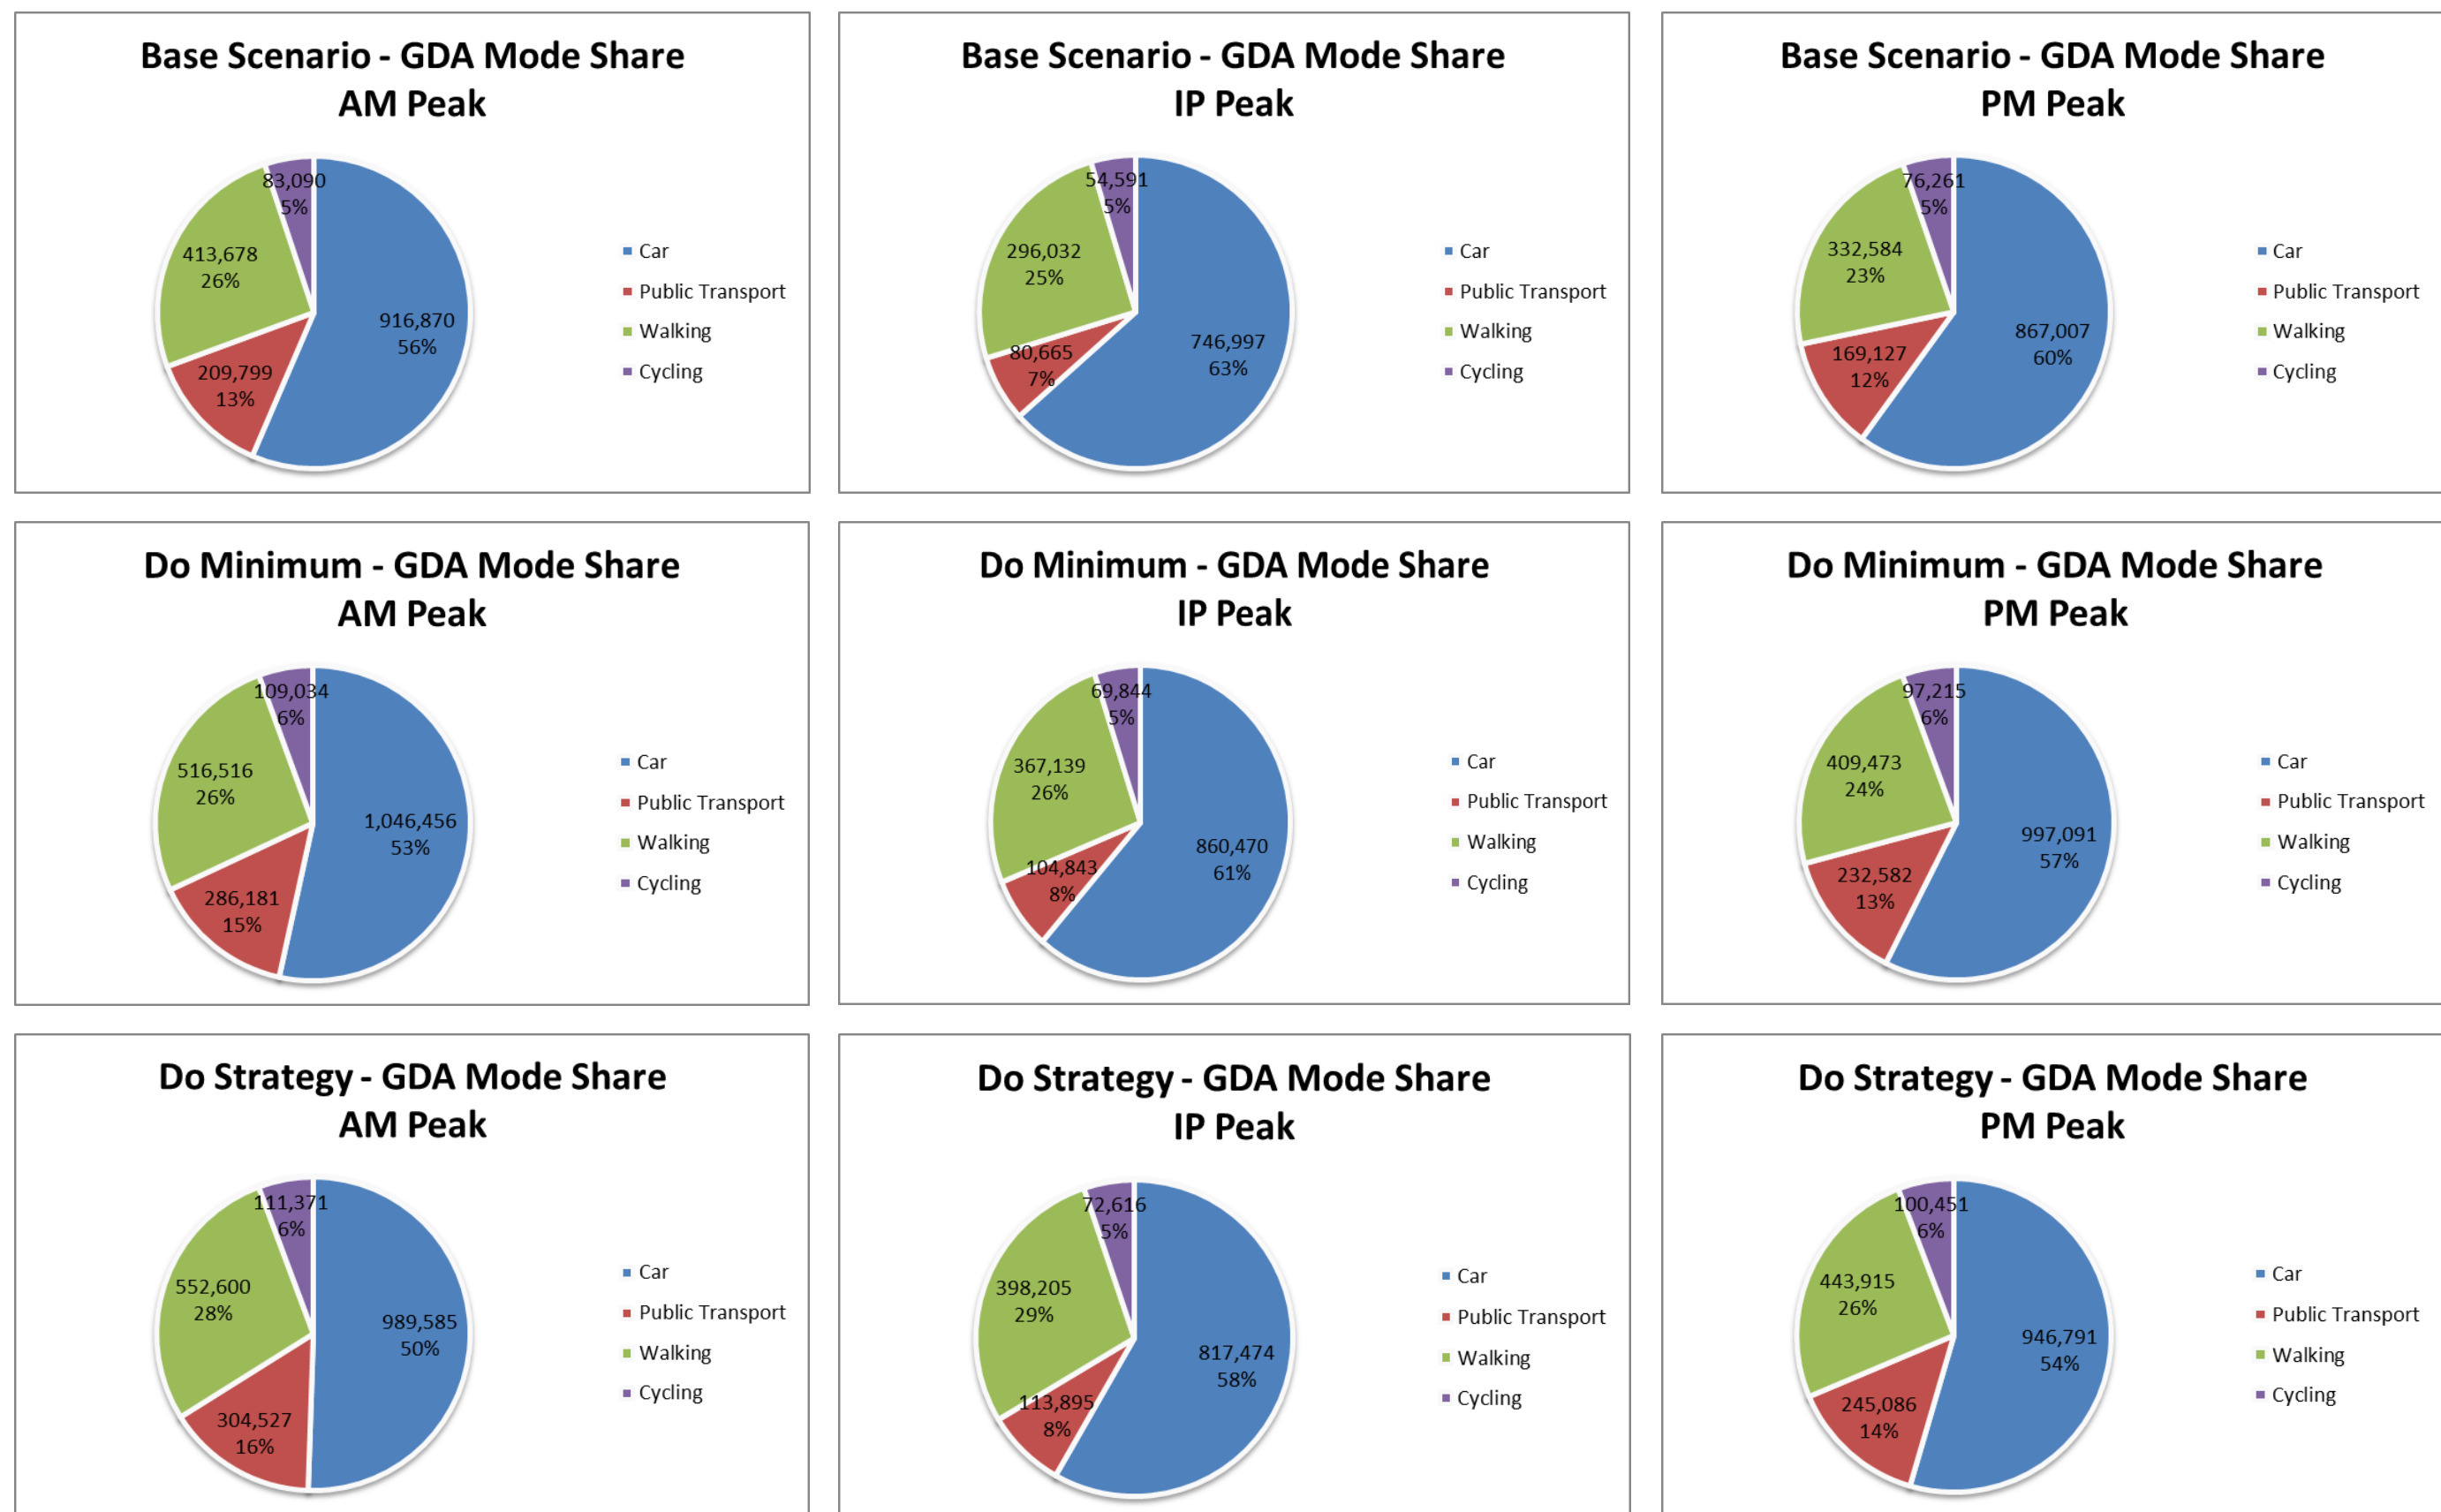 Base Scenario - GDA Mode Share
AM Peak
83,090
5%
413,678
26%
916,870
56%
209,799
13%
Car
Public Transport
Walking
Cycling
Base Scenario - GDA Mode Share
IP Peak
54,591
5%
296,032
25%
746,997
63%
80,665
7%
Car
Public Transport
Walking
Cycling
Base Scenario - GDA Mode Share
PM Peak
76,261
5%
332,584
23%
867,007
60%
169,127
12%
Car
Public Transport
Walking
Cycling
Do Minimum - GDA Mode Share
AM Peak
109,034
6%
516,516
26%
1,046,456
53%
286,181
15%
Car
Public Transport
Walking
Cycling
Do Minimum - GDA Mode Share
IP Peak
69,844
5%
367,139
26%
860,470
61%
104,843
8%
Car
Public Transport
Walking
Cycling
Do Minimum - GDA Mode Share
PM Peak
97,215
6%
409,473
24%
997,091
57%
232,582
13%
Car
Public Transport
Walking
Cycling
Do Strategy - GDA Mode Share
AM Peak
111,371
6%
552,600
28%
989,585
50%
304,527
16%
Car
Public Transport
Walking
Cycling
Do Strategy - GDA Mode Share
IP Peak
72,616
5%
398,205
29%
817,474
58%
113,895
8%
Car
Public Transport
Walking
Cycling
Do Strategy - GDA Mode Share
PM Peak
100,451
6%
443,915
26%
946,791
54%
245,086
14%
Car
Public Transport
Walking
Cycling